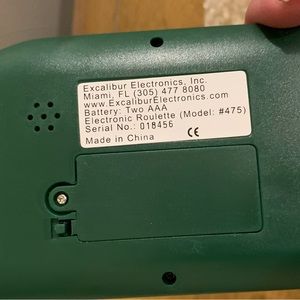 Excalibur Electronics, Inc.
Miami, FL (305) 477 8080
www.ExcaliburElectronics.com
Battery: Two AAA
Electronic Roulette (Model: #475)
Serial No.: 018456
Made in China CE